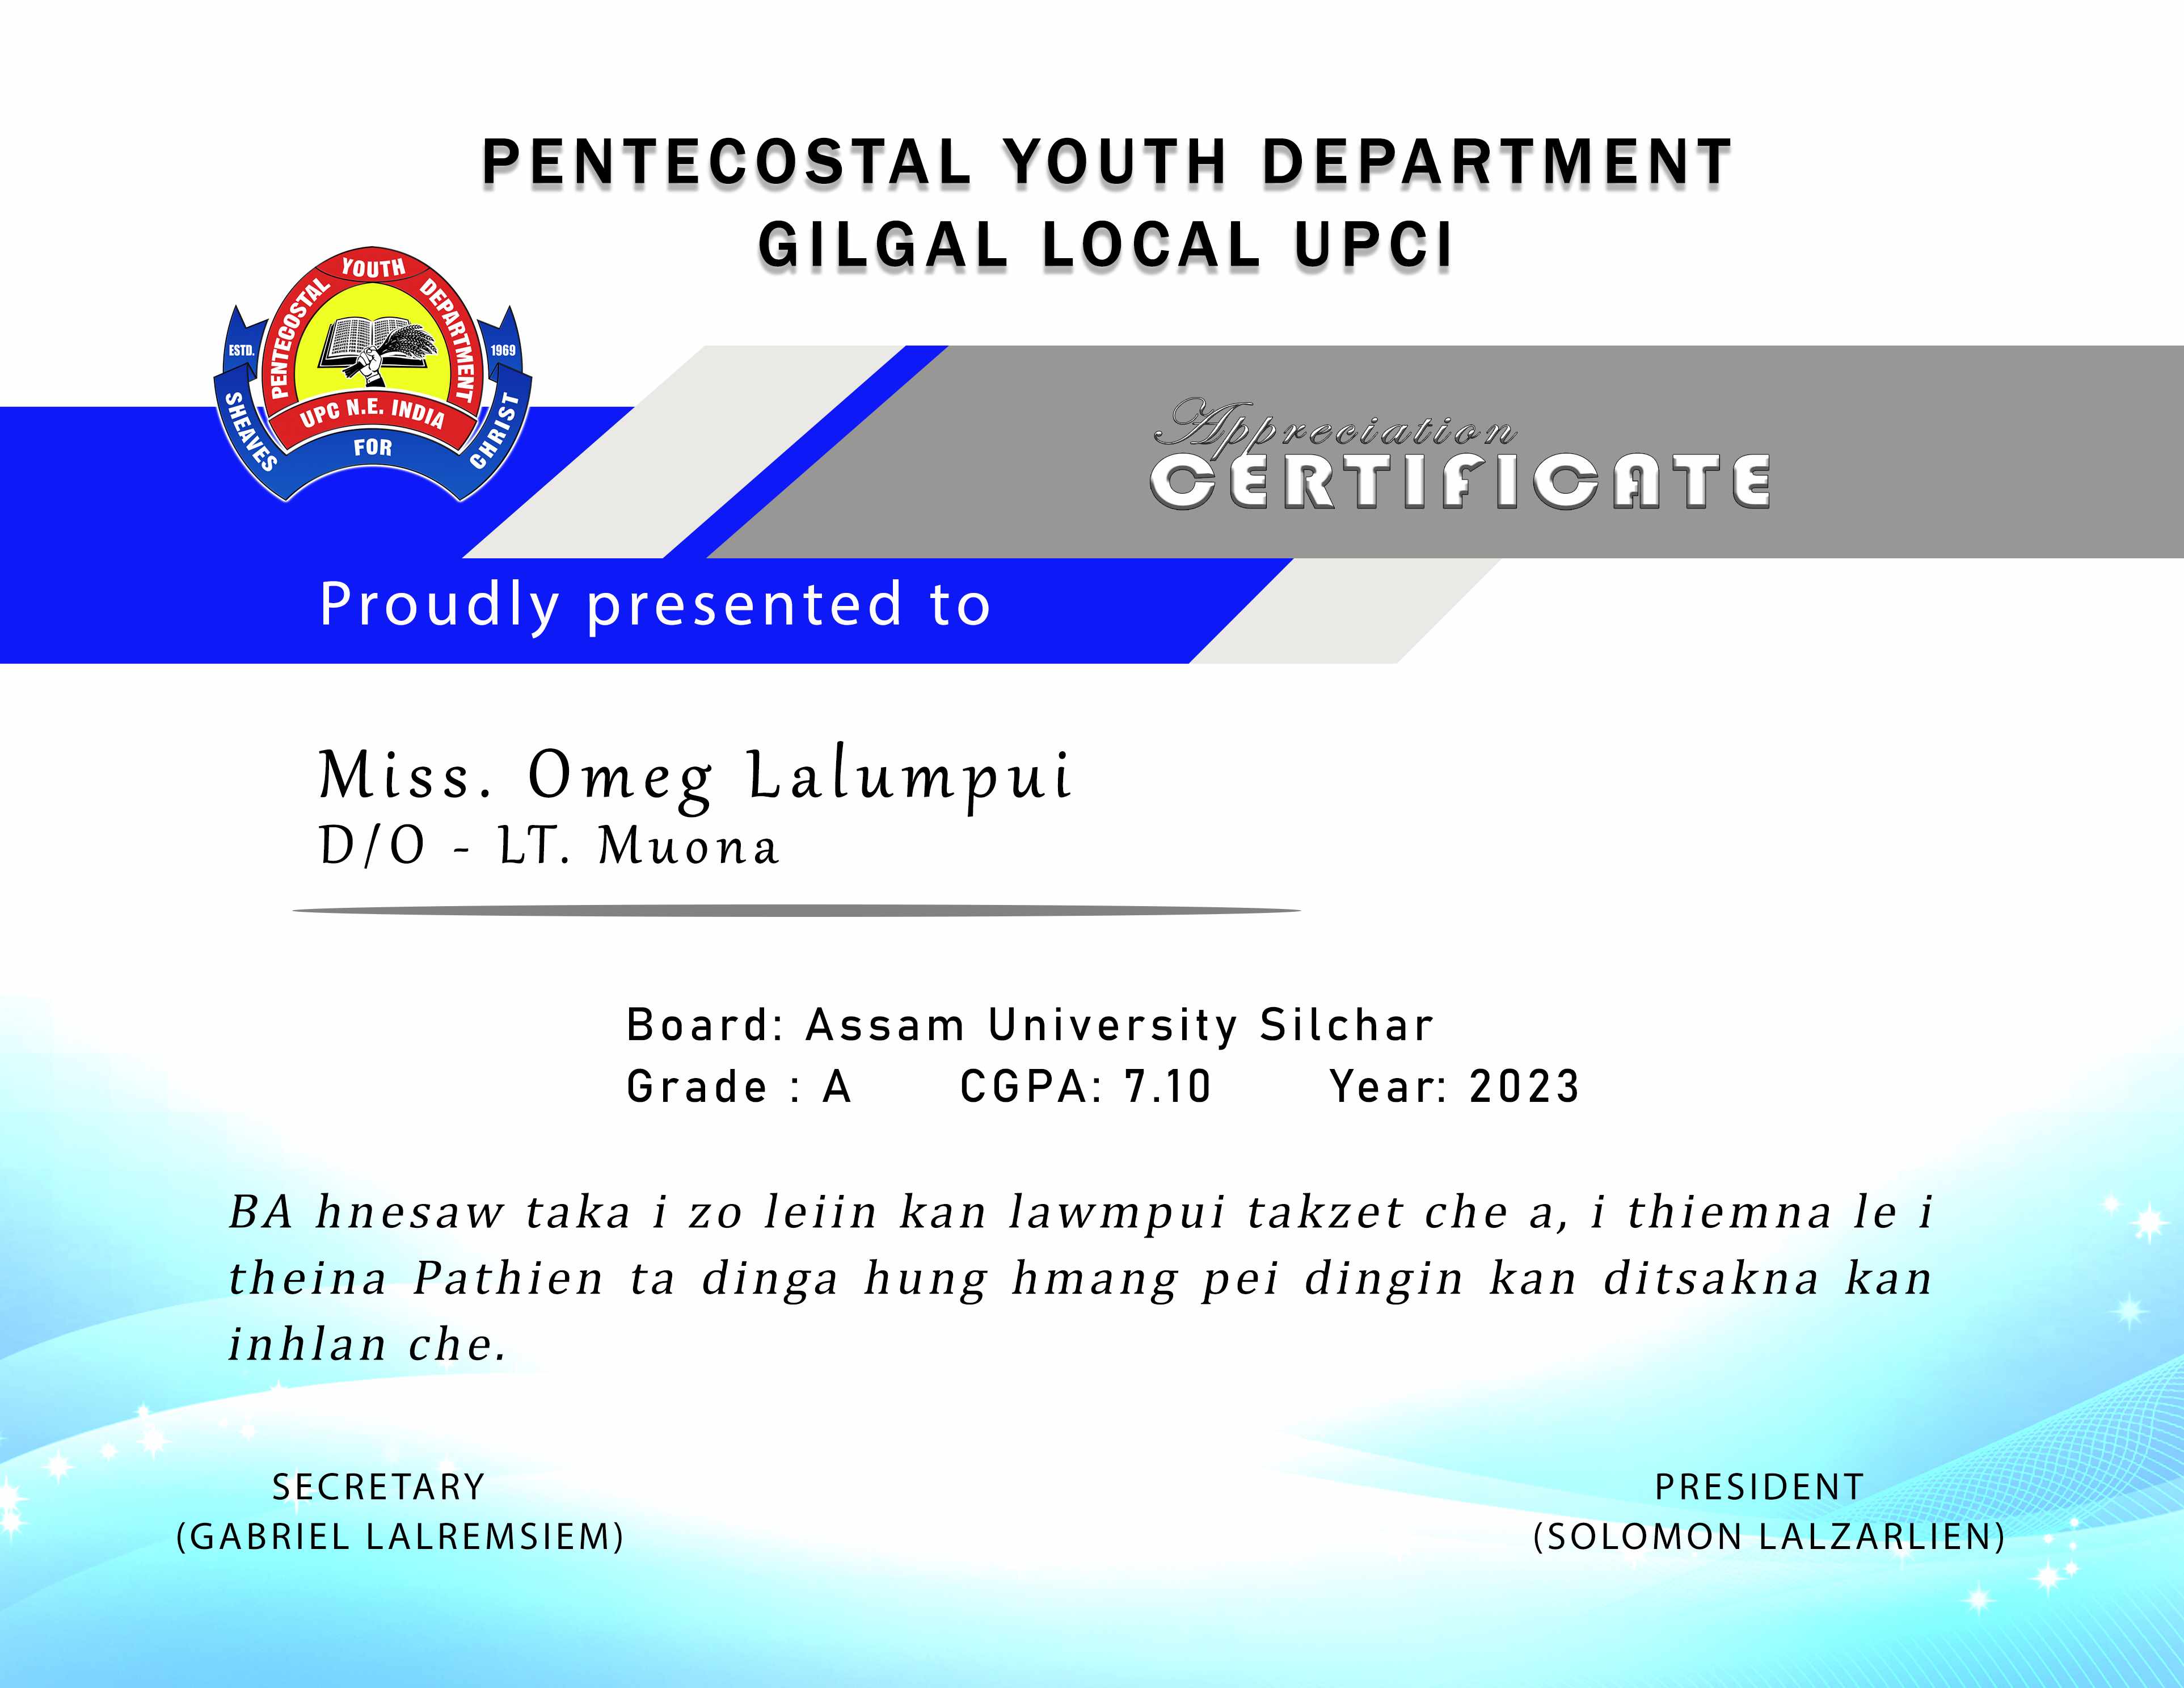 PENTECOSTAL YOUTH DEPARTMENT
GILGAL LOCAL UPCI
PENTECOSTAL YOUTH DEPARTMENT
ESTD. 1969
UPC N.E. INDIA
SHEAVES FOR CHRIST
Appreciation
CERTIFICATE
Proudly presented to
Miss. Omeg Lalumpui
D/O - LT. Muona
Board: Assam University Silchar
Grade : A CGPA: 7.10 Year: 2023
BA hnesaw taka i zo leiin kan lawmpui takzet che a, i thiemna le i
theina Pathien ta dinga hung hmang pei dingin kan ditsakna kan
inhlan che.
SECRETARY
(GABRIEL LALREMSIEM)
PRESIDENT
(SOLOMON LALZARLIEN)